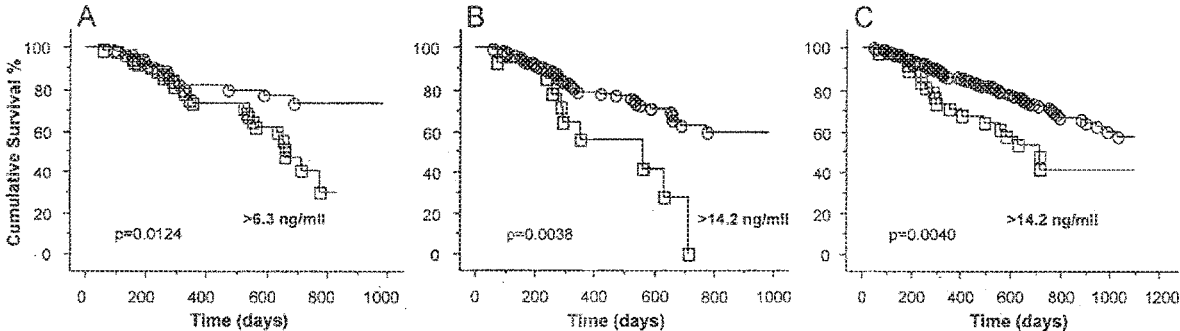 A
B
C
Cumulative Survival %
100
80
60
40
20
0
>6.3 ng/mll
p=0.0124
0 200 400 600 800 1000
Time (days)
100
80
60
40
20
0
>14.2 ng/mll
p=0.0038
0 200 400 600 800 1000
Time (days)
100
80
60
40
20
0
>14.2 ng/mll
p=0.0040
0 200 400 600 800 1000 1200
Time (days)